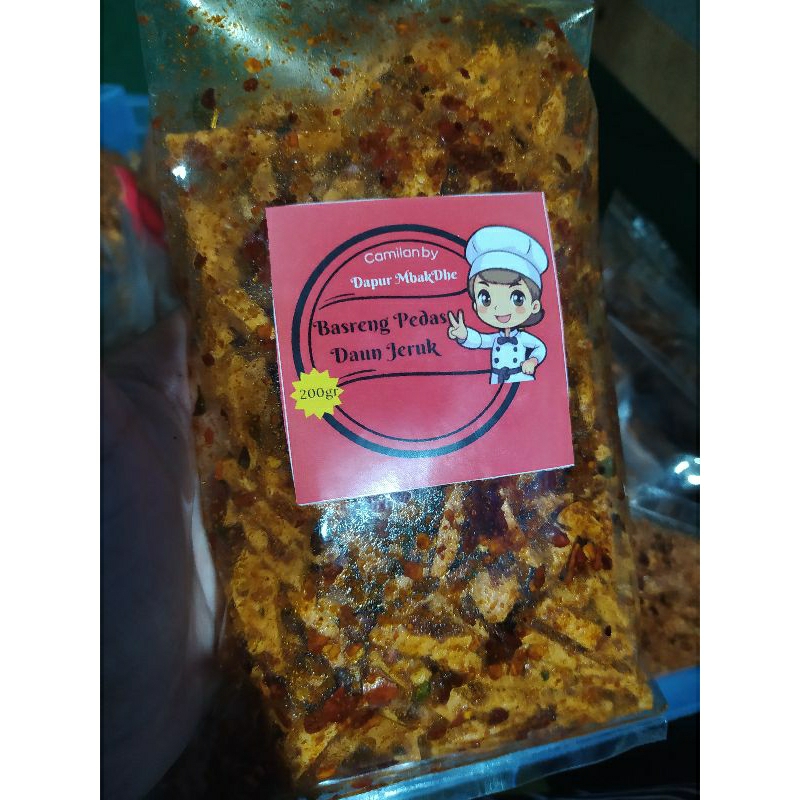 Camilan by
Dapur MbakDhe
Basreng Pedas
Daun Jeruk
200gr